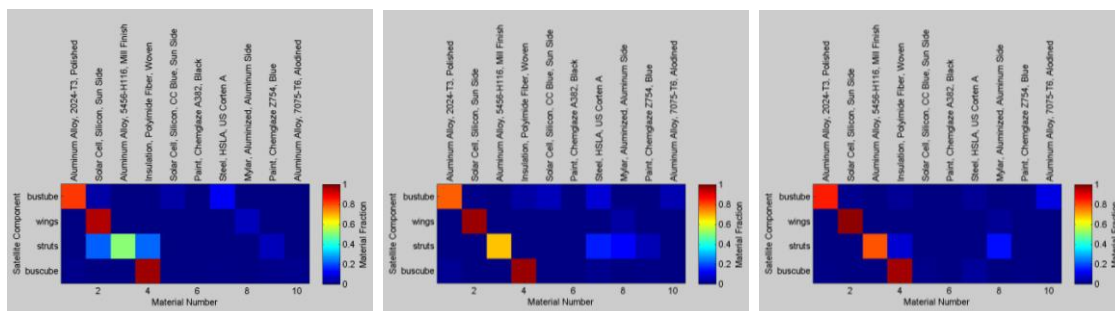 Aluminum Alloy, 2024-T3, Polished
Solar Cell, Silicon, Sun Side
Aluminum Alloy, 5456-H116, Mill Finish
Insulation, Polyimide Fiber, Woven
Solar Cell, Silicon, CC Blue, Sun Side
Paint, Chemglaze A382, Black
Steel, HSLA, US Corten A
Mylar, Aluminized, Aluminum Side
Paint, Chemglaze Z754, Blue
Aluminum Alloy, 7075-T6, Alodined
Satellite Component
bustube
wings
struts
buscube
2
4
6
8
10
Material Number
1
0.8
0.6
0.4
0.2
0
Material Fraction
Aluminum Alloy, 2024-T3, Polished
Solar Cell, Silicon, Sun Side
Aluminum Alloy, 5456-H116, Mill Finish
Insulation, Polyimide Fiber, Woven
Solar Cell, Silicon, CC Blue, Sun Side
Paint, Chemglaze A382, Black
Steel, HSLA, US Corten A
Mylar, Aluminized, Aluminum Side
Paint, Chemglaze Z754, Blue
Aluminum Alloy, 7075-T6, Alodined
Satellite Component
bustube
wings
struts
buscube
2
4
6
8
10
Material Number
1
0.8
0.6
0.4
0.2
0
Material Fraction
Aluminum Alloy, 2024-T3, Polished
Solar Cell, Silicon, Sun Side
Aluminum Alloy, 5456-H116, Mill Finish
Insulation, Polyimide Fiber, Woven
Solar Cell, Silicon, CC Blue, Sun Side
Paint, Chemglaze A382, Black
Steel, HSLA, US Corten A
Mylar, Aluminized, Aluminum Side
Paint, Chemglaze Z754, Blue
Aluminum Alloy, 7075-T6, Alodined
Satellite Component
bustube
wings
struts
buscube
2
4
6
8
10
Material Number
1
0.8
0.6
0.4
0.2
0
Material Fraction